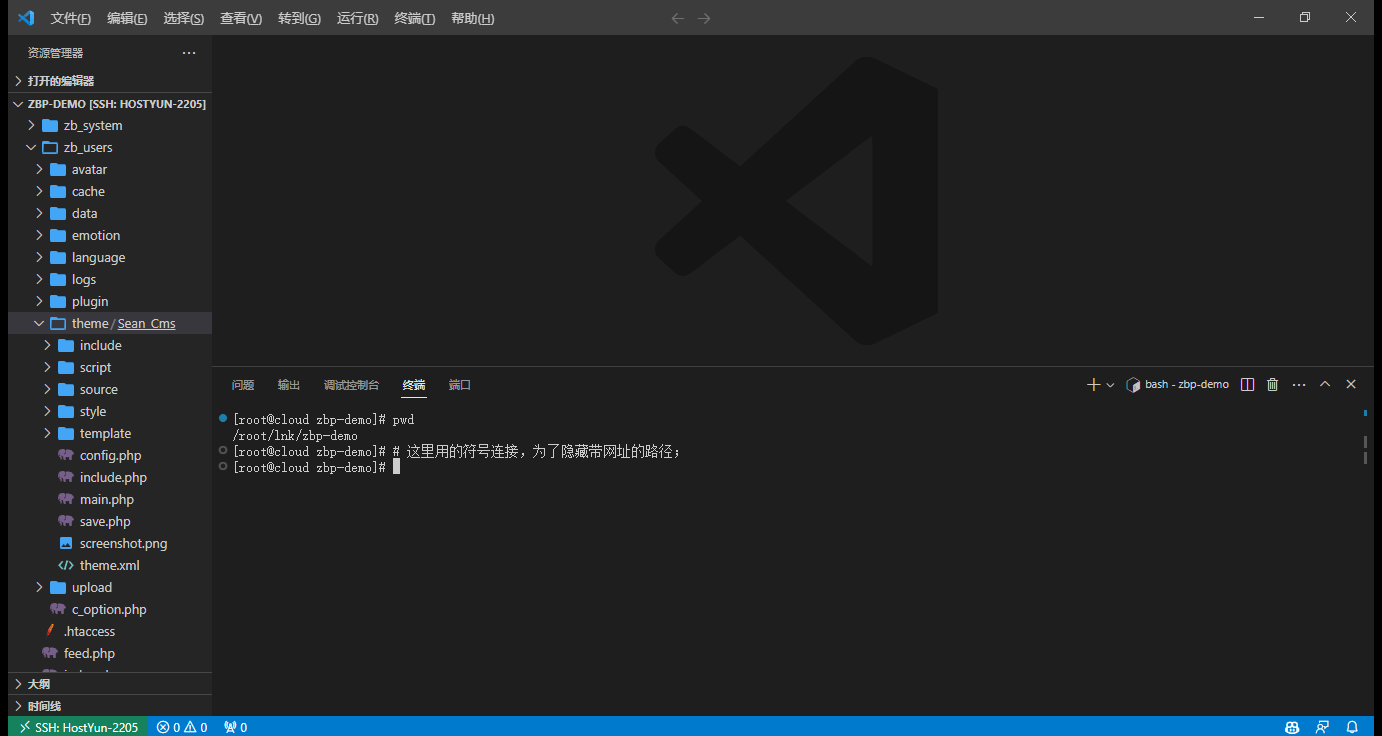 文件(F) 编辑(E) 选择(S) 查看(V) 转到(G) 运行(R) 终端(T) 帮助(H)
资源管理器
打开的编辑器
ZBP-DEMO [SSH: HOSTYUN-2205]
zb_system
zb_users
avatar
cache
data
emotion
language
logs
plugin
theme / Sean_Cms
include
script
source
style
template
config.php
include.php
main.php
save.php
screenshot.png
theme.xml
upload
c_option.php
.htaccess
feed.php
大纲
时间线
问题 输出 调试控制台 终端 端口
bash - zbp-demo
[root@cloud zbp-demo]# pwd
/root/lnk/zbp-demo
[root@cloud zbp-demo]# # 这里用的符号连接，为了隐藏带网址的路径；
[root@cloud zbp-demo]#
SSH: HostYun-2205 0 0 0